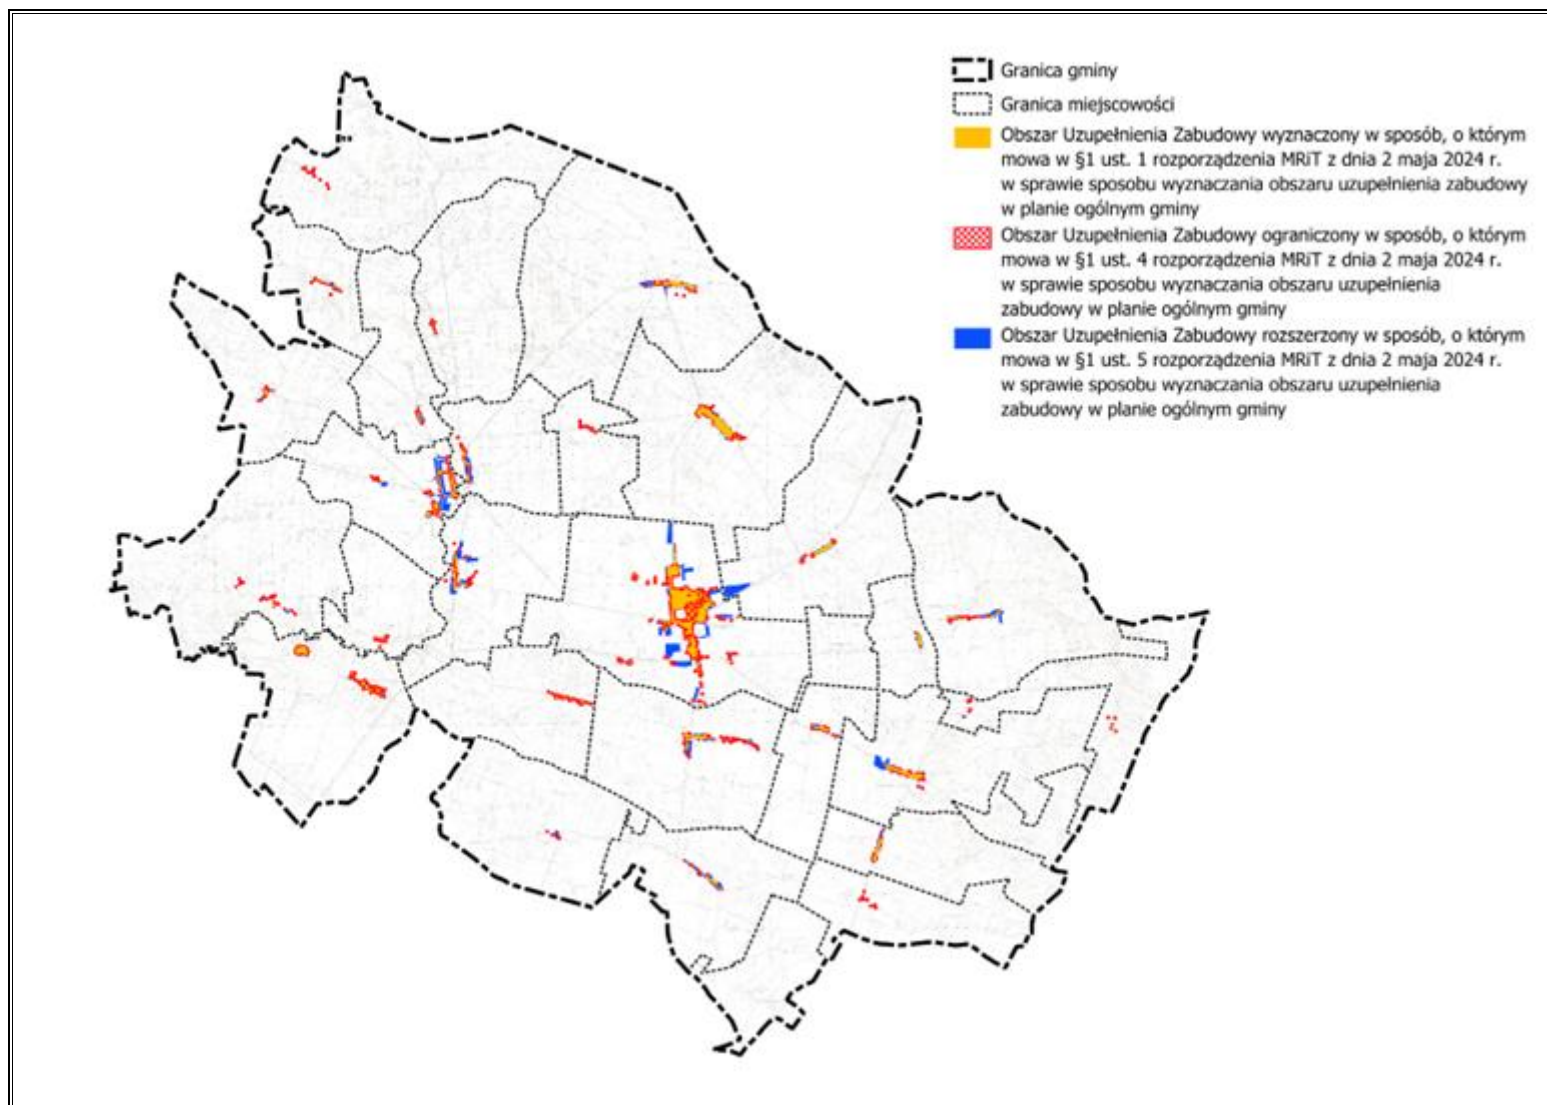 Granica gminy
Granica miejscowości
Obszar Uzupełnienia Zabudowy wyznaczony w sposób, o którym
mowa w §1 ust. 1 rozporządzenia MRiT z dnia 2 maja 2024 r.
w sprawie sposobu wyznaczania obszaru uzupełnienia zabudowy
w planie ogólnym gminy
Obszar Uzupełnienia Zabudowy ograniczony w sposób, o którym
mowa w §1 ust. 4 rozporządzenia MRiT z dnia 2 maja 2024 r.
w sprawie sposobu wyznaczania obszaru uzupełnienia
zabudowy w planie ogólnym gminy
Obszar Uzupełnienia Zabudowy rozszerzony w sposób, o którym
mowa w §1 ust. 5 rozporządzenia MRiT z dnia 2 maja 2024 r.
w sprawie sposobu wyznaczania obszaru uzupełnienia
zabudowy w planie ogólnym gminy